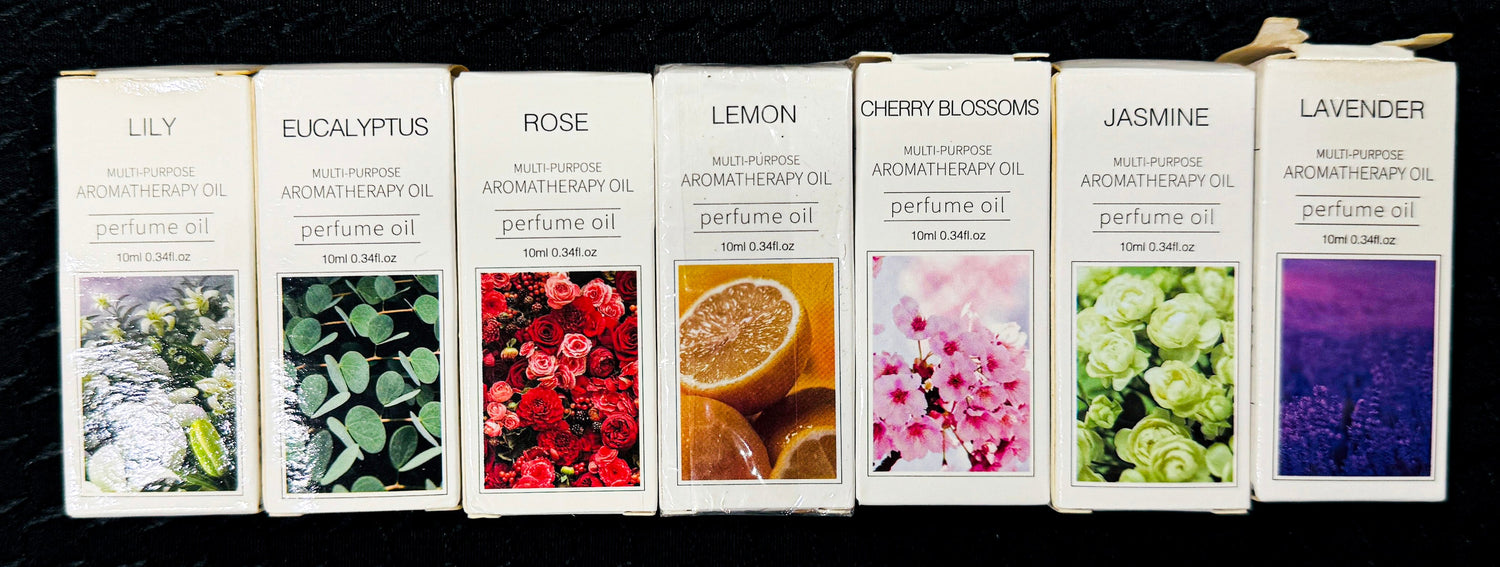 LILY
MULTI-PURPOSE
AROMATHERAPY OIL
perfume oil
10ml 0.34fl.oz
EUCALYPTUS
MULTI-PURPOSE
AROMATHERAPY OIL
perfume oil
10ml 0.34fl.oz
ROSE
MULTI-PURPOSE
AROMATHERAPY OIL
perfume oil
10ml 0.34fl.oz
LEMON
MULTI-PURPOSE
AROMATHERAPY OIL
perfume oil
10ml 0.34fl.oz
CHERRY BLOSSOMS
MULTI-PURPOSE
AROMATHERAPY OIL
perfume oil
10ml 0.34fl.oz
JASMINE
MULTI-PURPOSE
AROMATHERAPY OIL
perfume oil
10ml 0.34fl.oz
LAVENDER
MULTI-PURPOSE
AROMATHERAPY OIL
perfume oil
10ml 0.34fl.oz